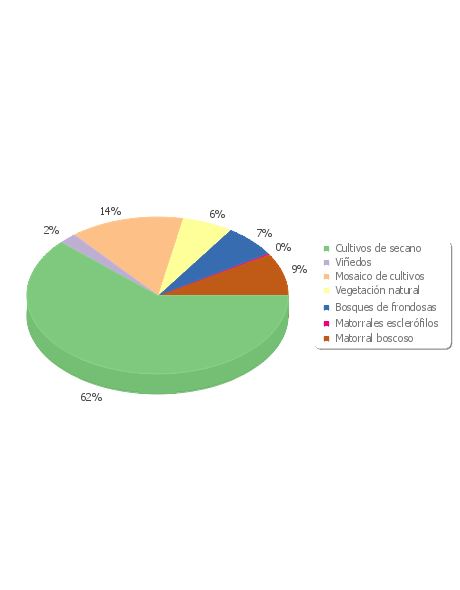 14%
6%
2%
7%
0%
9%
62%
Cultivos de secano
Viñedos
Mosaico de cultivos
Vegetación natural
Bosques de frondosas
Matorrales esclerófilos
Matorral boscoso